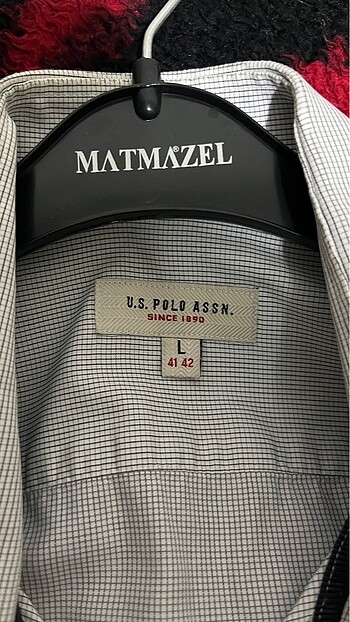 MATMAZEL®
U.S. POLO ASSN.
SINCE 1890
L
41 42